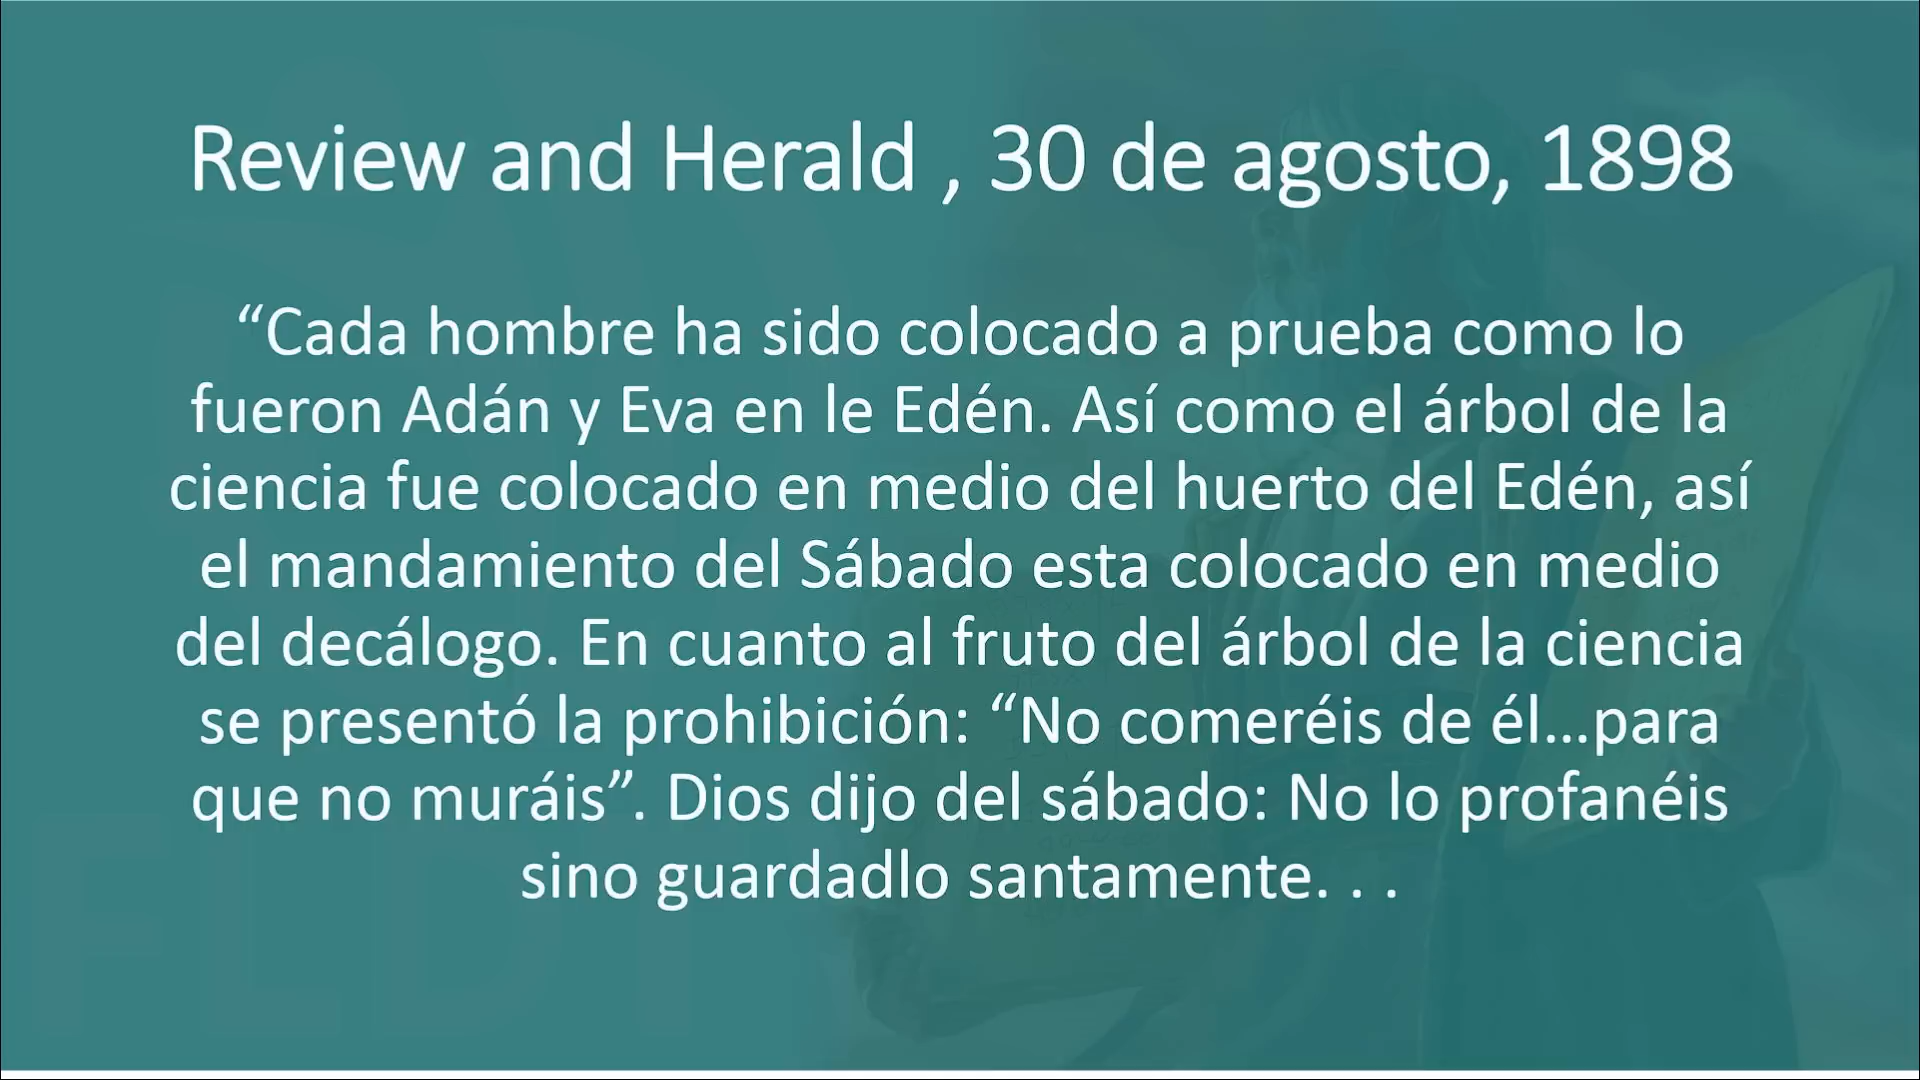 Review and Herald , 30 de agosto, 1898
“Cada hombre ha sido colocado a prueba como lo
fueron Adán y Eva en le Edén. Así como el árbol de la
ciencia fue colocado en medio del huerto del Edén, así
el mandamiento del Sábado esta colocado en medio
del decálogo. En cuanto al fruto del árbol de la ciencia
se presentó la prohibición: “No comeréis de él...para
que no muráis”. Dios dijo del sábado: No lo profanéis
sino guardadlo santamente. . .